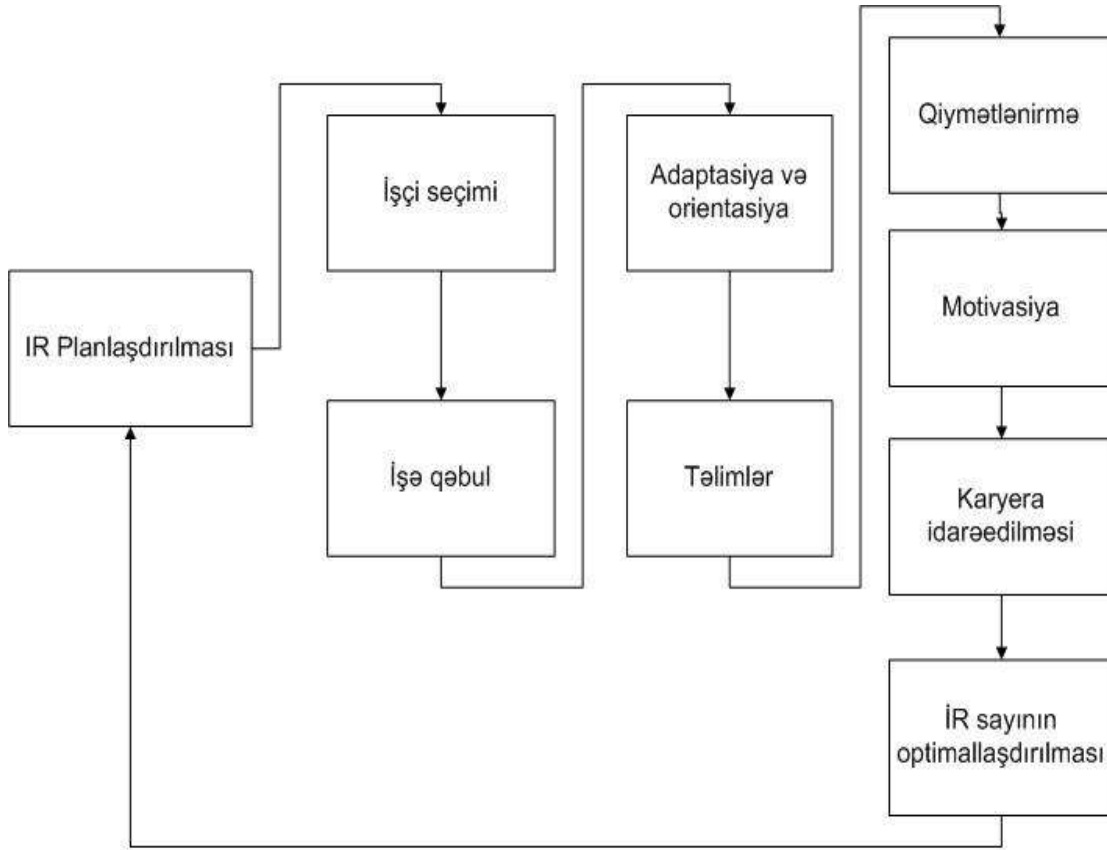 IR Planlaşdırılması
İşçi seçimi
İşə qəbul
Adaptasiya və
orientasiya
Təlimlər
Qiymətlənirmə
Motivasiya
Karyera
idarəedilməsi
İR sayının
optimallaşdırılması